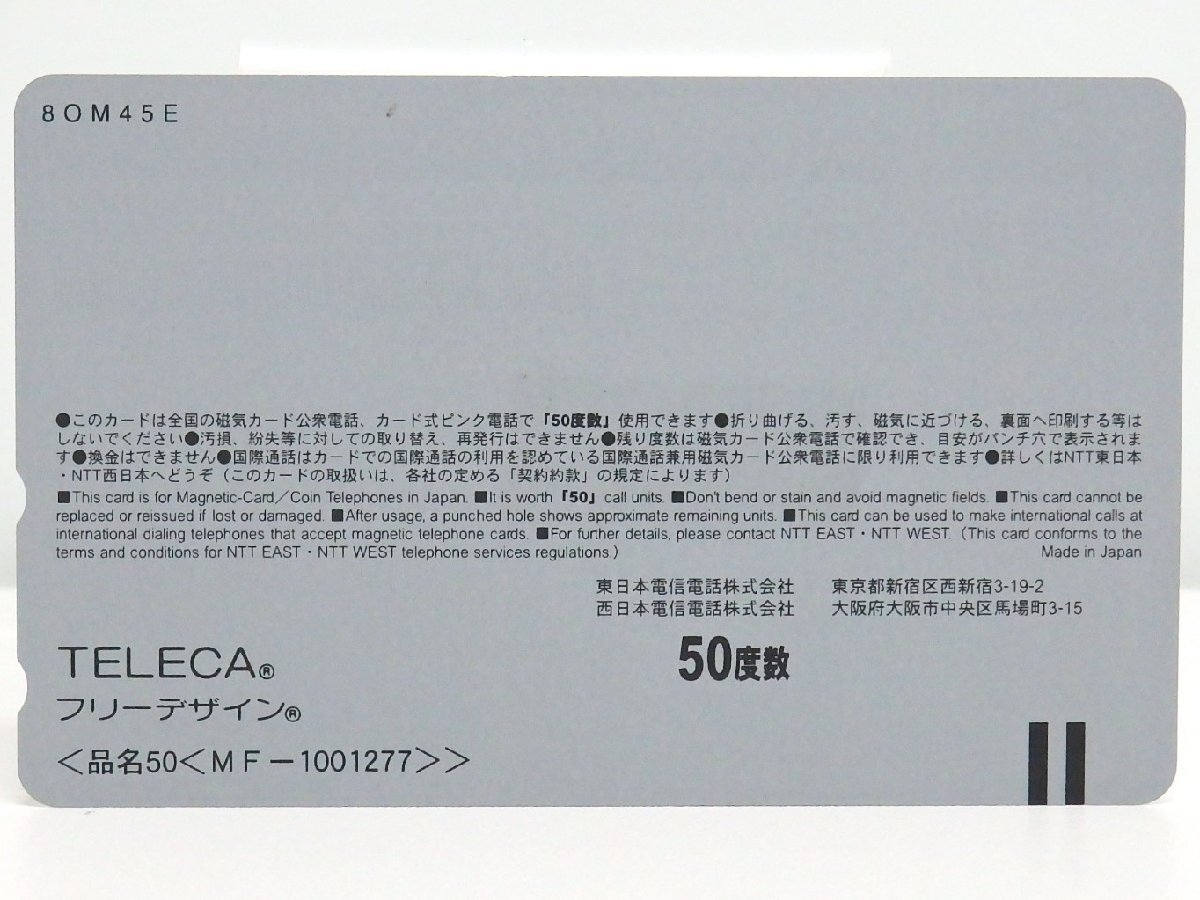 80M45E
●このカードは全国の磁気カード公衆電話、カード式ピンク電話で「50度数」使用できます●折り曲げる、汚す、磁気に近づける、裏面へ印刷する等は
しないでください●汚損、紛失等に対しての取り替え、再発行はできません●残り度数は磁気カード公衆電話で確認でき、目安がパンチ穴で表示されま
す●換金はできません●国際通話はカードでの国際通話の利用を認めている国際通話兼用磁気カード公衆電話に限り利用できます●詳しくはNTT東日本
・NTT西日本へどうぞ（このカードの取扱いは、各社の定める「契約約款」の規定によります）
■This card is for Magnetic-Card／Coin Telephones in Japan. ■It is worth「50」call units. ■Don't bend or stain and avoid magnetic fields. ■This card cannot be
replaced or reissued if lost or damaged. ■After usage, a punched hole shows approximate remaining units. ■This card can be used to make international calls at
international dialing telephones that accept magnetic telephone cards. ■For further details, please contact NTT EAST・NTT WEST. (This card conforms to the
terms and conditions for NTT EAST・NTT WEST telephone services regulations.) Made in Japan
東日本電信電話株式会社 東京都新宿区西新宿3-19-2
西日本電信電話株式会社 大阪府大阪市中央区馬場町3-15
50度数
TELECA®
フリーデザイン®
＜品名50＜MF－1001277＞＞